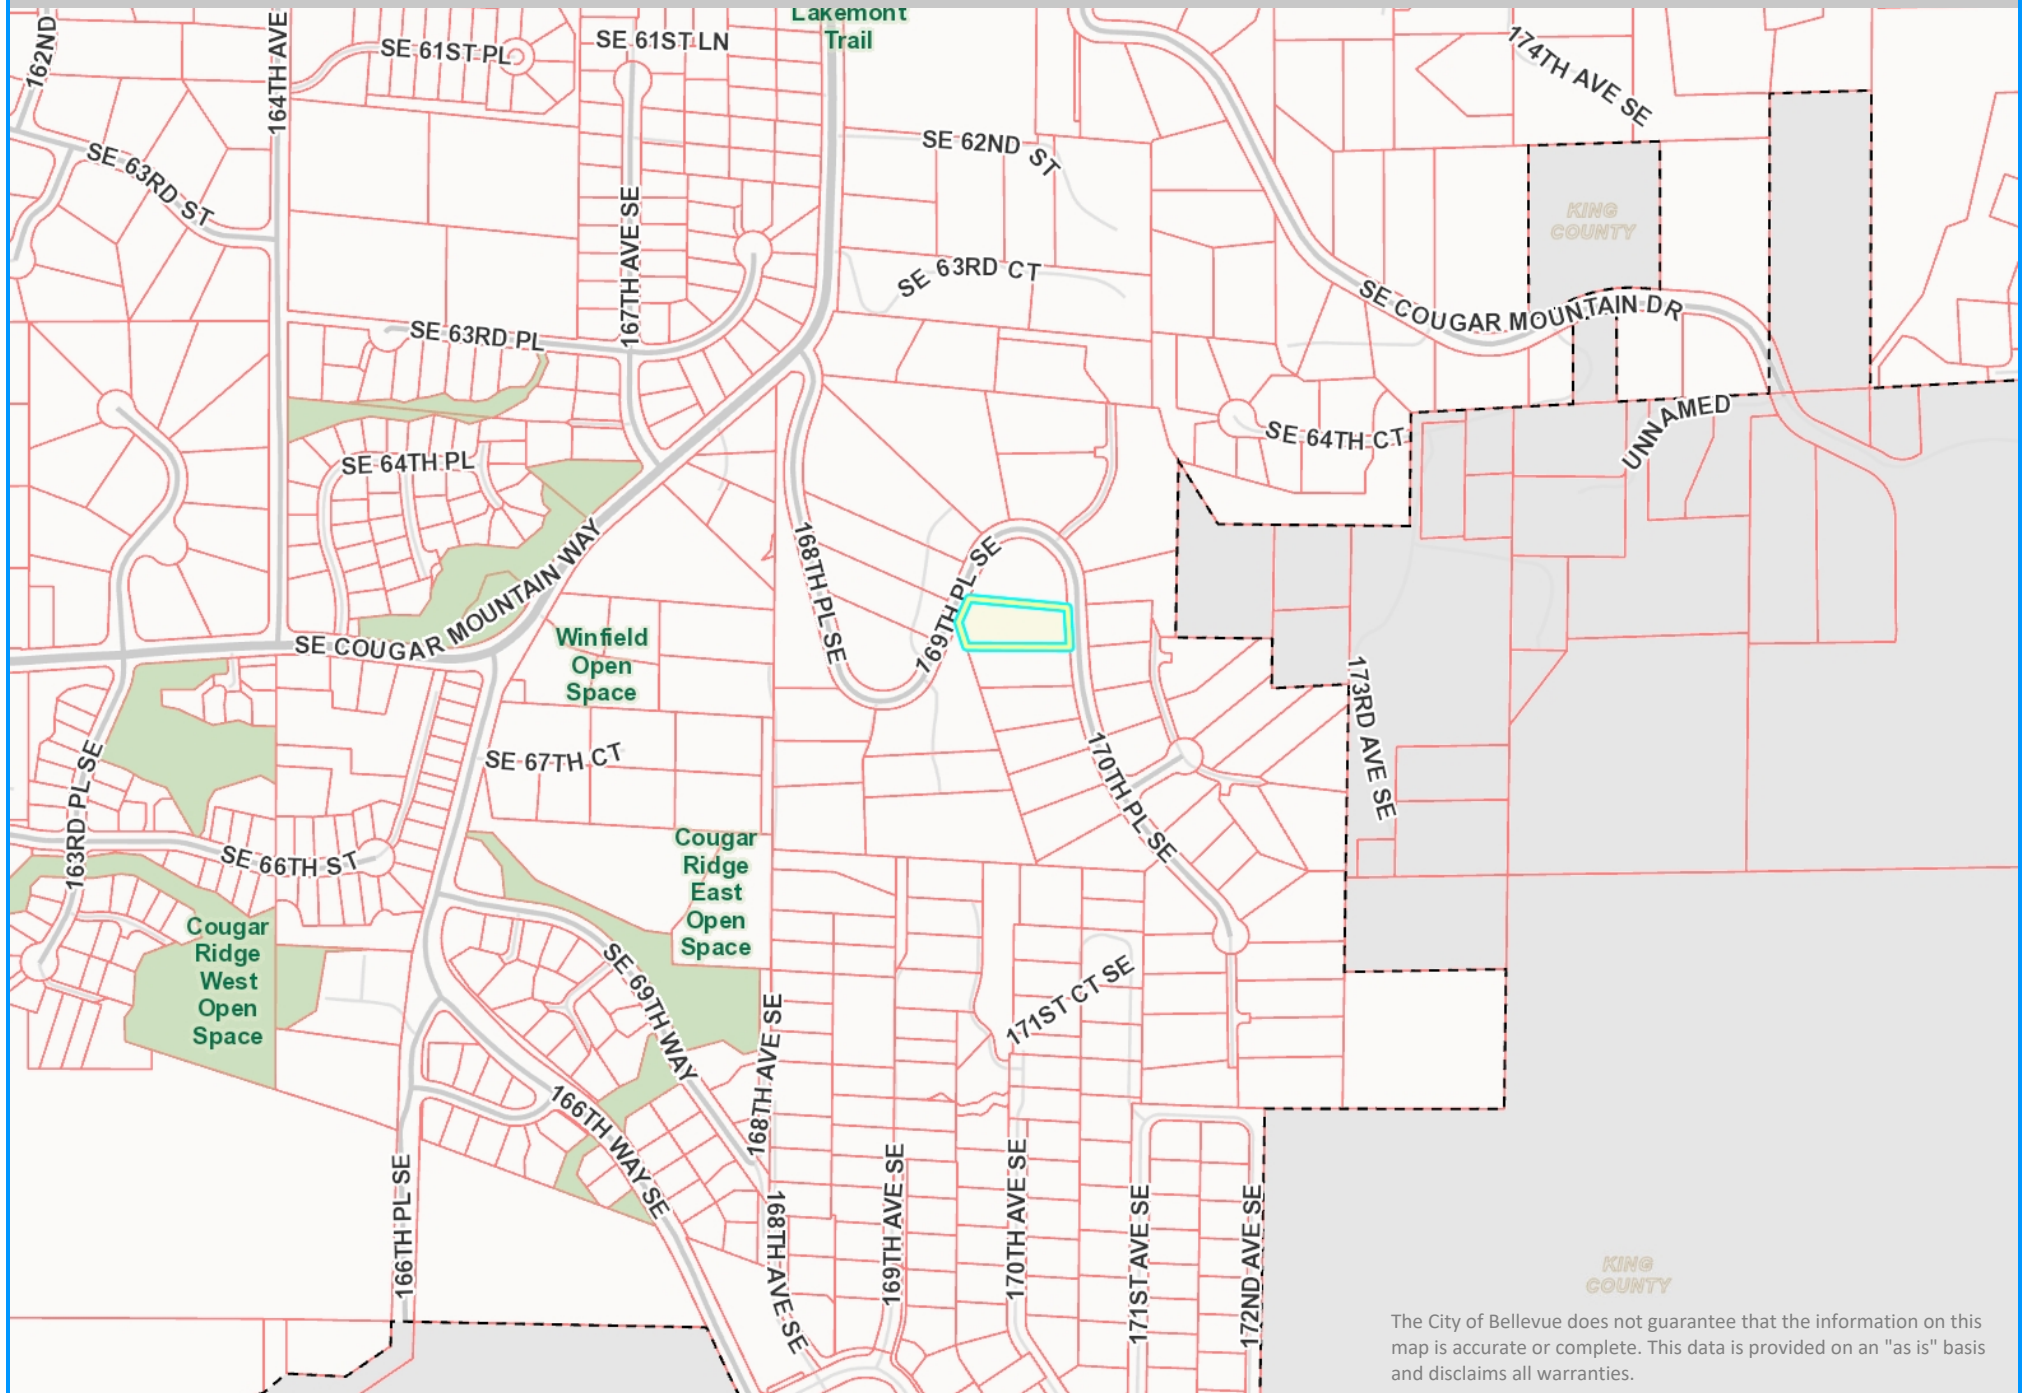 Lakemont
Trail
162ND
164TH AVE
SE 61ST PL
SE 61ST LN
174TH AVE SE
SE 63RD ST
SE 62ND ST
167TH AVE SE
KING
COUNTY
SE 63RD CT
SE COUGAR MOUNTAIN DR
SE 63RD PL
UNNAMED
SE 64TH CT
SE 64TH PL
168TH PL SE
169TH PL SE
SE COUGAR MOUNTAIN WAY
Winfield
Open
Space
173RD AVE SE
SE 67TH CT
163RD PL SE
170TH PL SE
SE 66TH ST
Cougar
Ridge
East
Open
Space
Cougar
Ridge
West
Open
Space
SE 69TH WAY
171ST CT SE
168TH AVE SE
166TH WAY SE
166TH PL SE
168TH AVE SE
169TH AVE SE
170TH AVE SE
171ST AVE SE
172ND AVE SE
KING
COUNTY
The City of Bellevue does not guarantee that the information on this
map is accurate or complete. This data is provided on an "as is" basis
and disclaims all warranties.